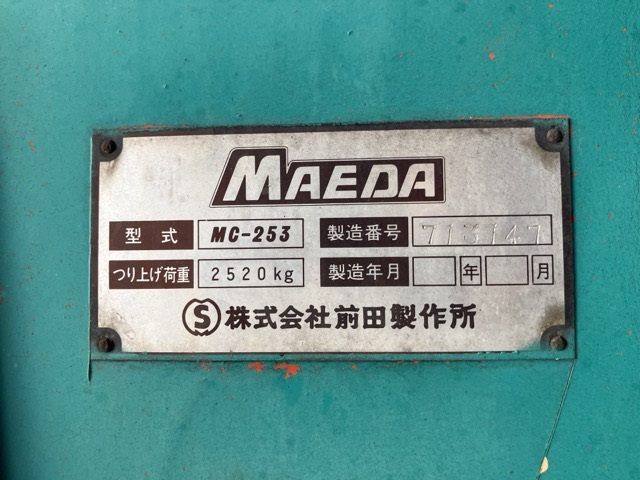 MAEDA
型式 MC-253 製造番号 713147
つり上げ荷重 2520kg 製造年月 年 月
Ⓢ 株式会社前田製作所